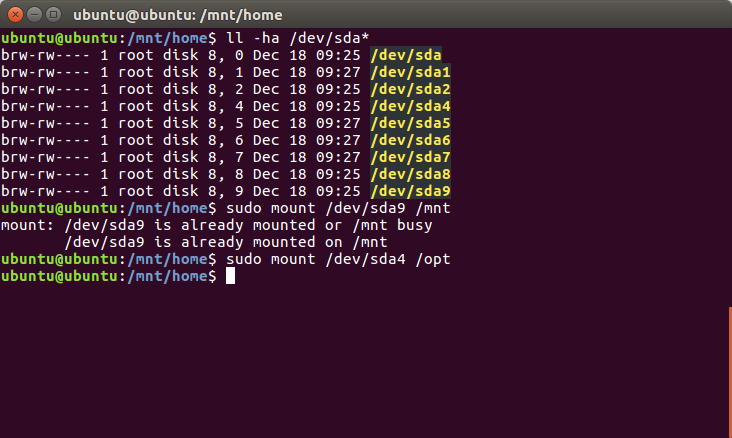 ubuntu@ubuntu: /mnt/home
ubuntu@ubuntu:/mnt/home$ ll -ha /dev/sda*
brw-rw---- 1 root disk 8, 0 Dec 18 09:25 /dev/sda
brw-rw---- 1 root disk 8, 1 Dec 18 09:27 /dev/sda1
brw-rw---- 1 root disk 8, 2 Dec 18 09:25 /dev/sda2
brw-rw---- 1 root disk 8, 4 Dec 18 09:25 /dev/sda4
brw-rw---- 1 root disk 8, 5 Dec 18 09:27 /dev/sda5
brw-rw---- 1 root disk 8, 6 Dec 18 09:27 /dev/sda6
brw-rw---- 1 root disk 8, 7 Dec 18 09:27 /dev/sda7
brw-rw---- 1 root disk 8, 8 Dec 18 09:25 /dev/sda8
brw-rw---- 1 root disk 8, 9 Dec 18 09:25 /dev/sda9
ubuntu@ubuntu:/mnt/home$ sudo mount /dev/sda9 /mnt
mount: /dev/sda9 is already mounted or /mnt busy
       /dev/sda9 is already mounted on /mnt
ubuntu@ubuntu:/mnt/home$ sudo mount /dev/sda4 /opt
ubuntu@ubuntu:/mnt/home$